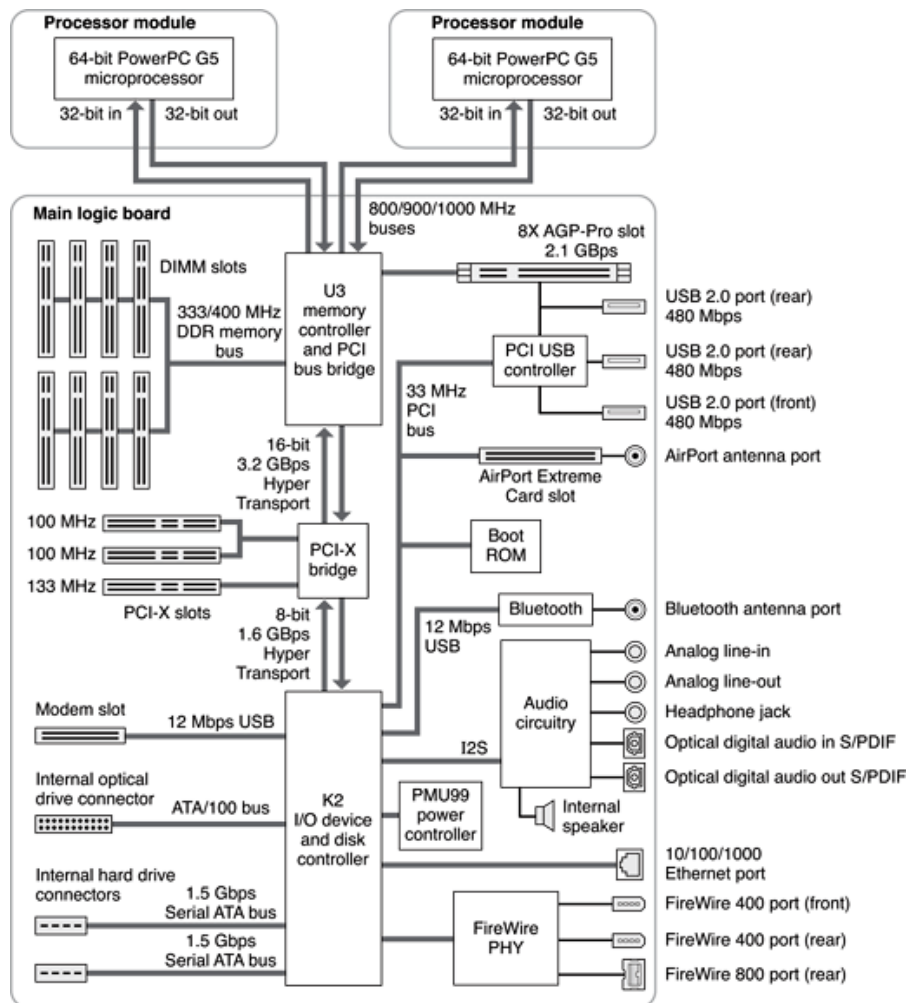 Processor module
64-bit PowerPC G5
microprocessor
32-bit in
32-bit out
Processor module
64-bit PowerPC G5
microprocessor
32-bit in
32-bit out
Main logic board
800/900/1000 MHz
buses
8X AGP-Pro slot
2.1 GBps
DIMM slots
333/400 MHz
DDR memory
bus
U3
memory
controller
and PCI
bus bridge
USB 2.0 port (rear)
480 Mbps
PCI USB
controller
USB 2.0 port (rear)
480 Mbps
USB 2.0 port (front)
480 Mbps
33 MHz
PCI
bus
16-bit
3.2 GBps
Hyper
Transport
AirPort Extreme
Card slot
AirPort antenna port
100 MHz
100 MHz
133 MHz
PCI-X slots
PCI-X
bridge
Boot
ROM
8-bit
1.6 GBps
Hyper
Transport
12 Mbps
USB
Bluetooth
Bluetooth antenna port
Audio
circuitry
Analog line-in
Analog line-out
Headphone jack
Optical digital audio in S/PDIF
Optical digital audio out S/PDIF
Modem slot
12 Mbps USB
I2S
Internal
speaker
Internal optical
drive connector
ATA/100 bus
K2
I/O device
and disk
controller
PMU99
power
controller
10/100/1000
Ethernet port
Internal hard drive
connectors
1.5 Gbps
Serial ATA bus
1.5 Gbps
Serial ATA bus
FireWire
PHY
FireWire 400 port (front)
FireWire 400 port (rear)
FireWire 800 port (rear)